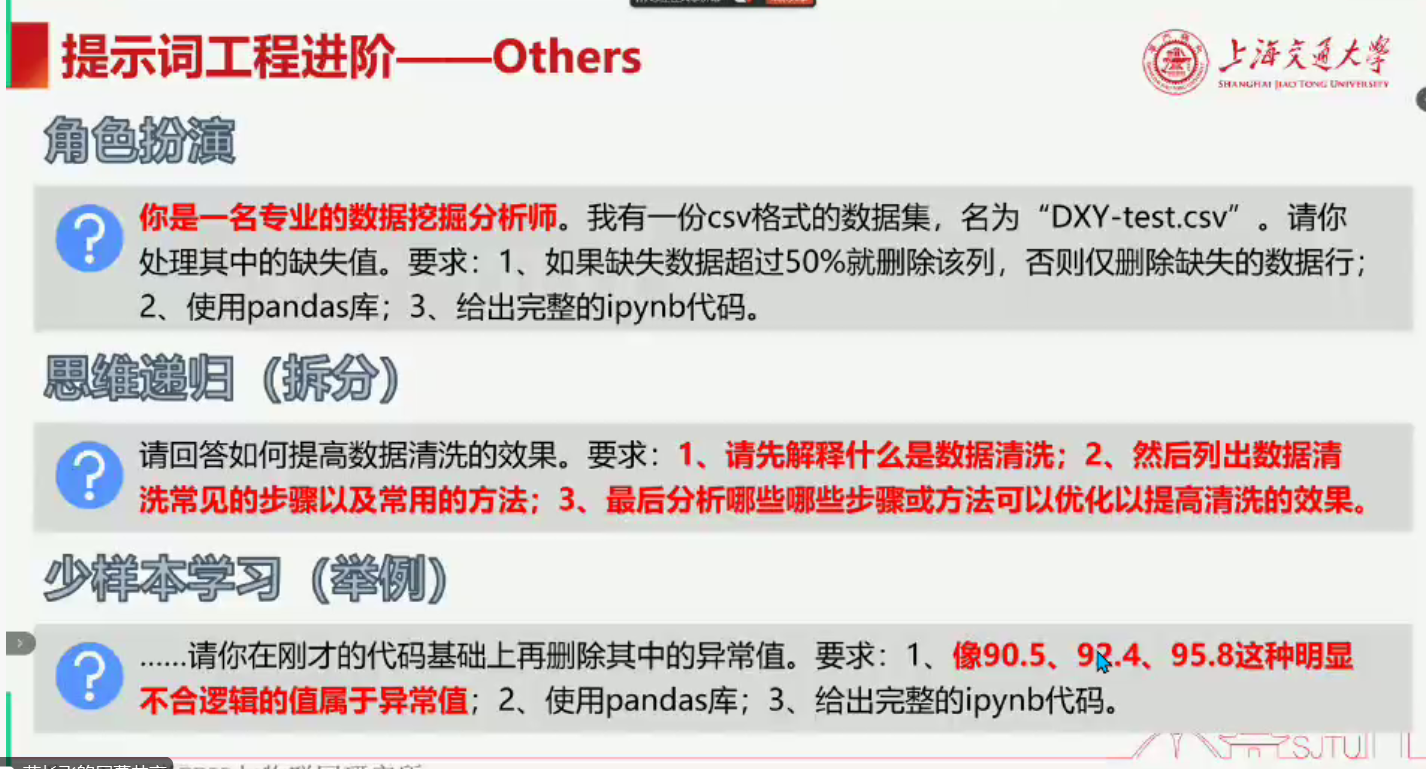 提示词工程进阶——Others
上海交通大学
SHANGHAI JIAO TONG UNIVERSITY
角色扮演
你是一名专业的数据挖掘分析师。我有一份csv格式的数据集，名为“DXY-test.csv”。请你
处理其中的缺失值。要求：1、如果缺失数据超过50%就删除该列，否则仅删除缺失的数据行；
2、使用pandas库；3、给出完整的ipynb代码。
思维递归（拆分）
请回答如何提高数据清洗的效果。要求：1、请先解释什么是数据清洗；2、然后列出数据清
洗常见的步骤以及常用的方法；3、最后分析哪些哪些步骤或方法可以优化以提高清洗的效果。
少样本学习（举例）
……请你在刚才的代码基础上再删除其中的异常值。要求：1、像90.5、92.4、95.8这种明显
不合逻辑的值属于异常值；2、使用pandas库；3、给出完整的ipynb代码。
SJTU